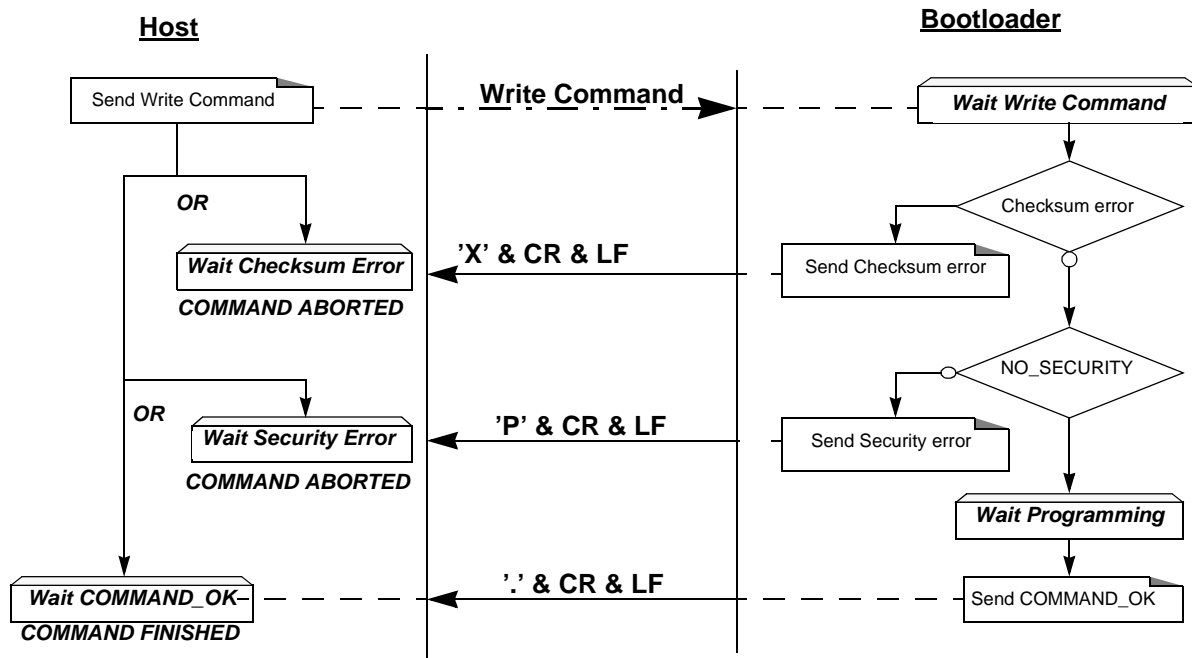 Host
Bootloader
Send Write Command
Write Command
Wait Write Command
OR
Checksum error
Wait Checksum Error
'X' & CR & LF
Send Checksum error
COMMAND ABORTED
NO_SECURITY
OR
Wait Security Error
'P' & CR & LF
Send Security error
COMMAND ABORTED
Wait Programming
Wait COMMAND_OK
'.' & CR & LF
Send COMMAND_OK
COMMAND FINISHED